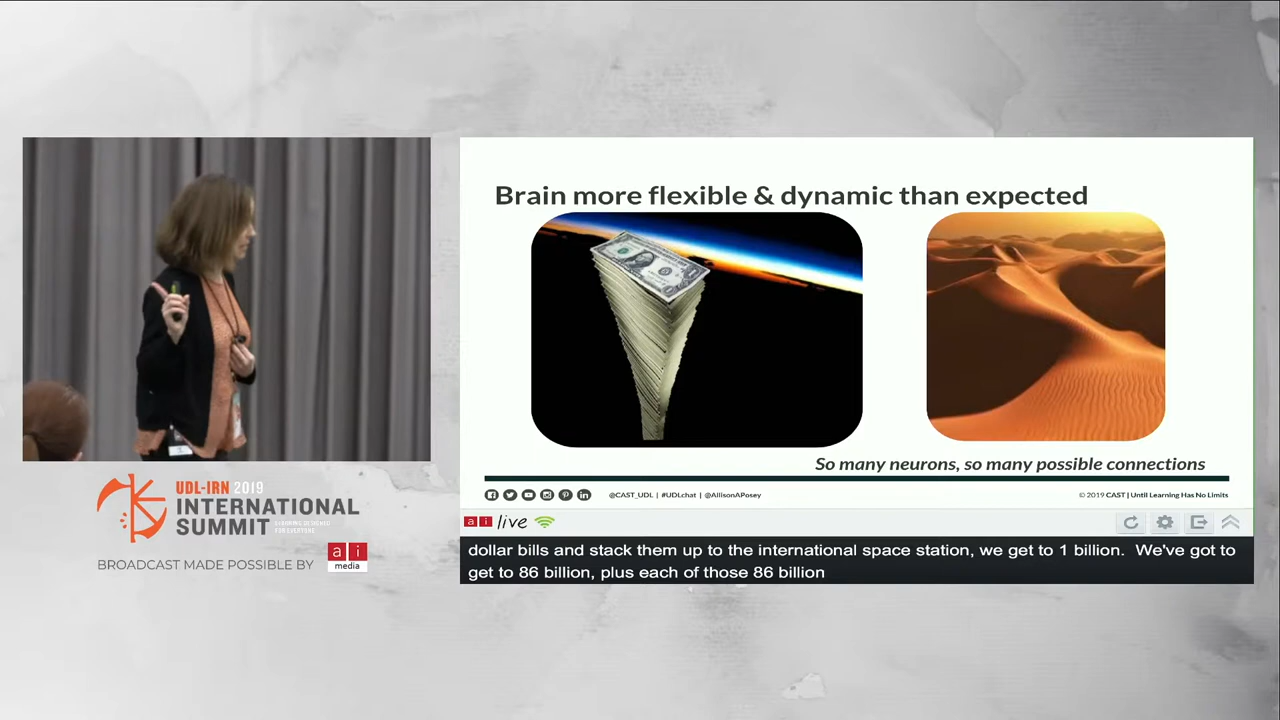 Brain more flexible & dynamic than expected
So many neurons, so many possible connections
@CAST_UDL | #UDLchat | @AllisonAPosey
© 2019 CAST | Until Learning Has No Limits
ai live
dollar bills and stack them up to the international space station, we get to 1 billion. We've got to
get to 86 billion, plus each of those 86 billion
UDL-IRN 2019
INTERNATIONAL
SUMMIT
BROADCAST MADE POSSIBLE BY
ai
media